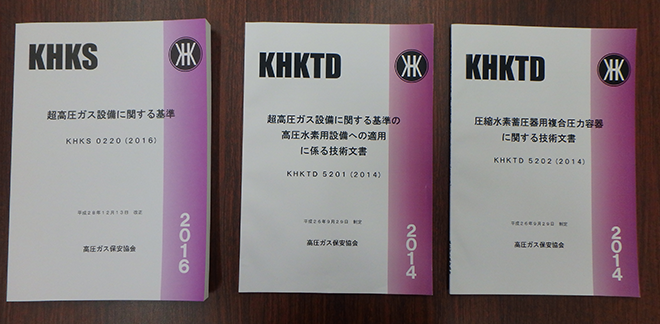 KHKS
超高圧ガス設備に関する基準
KHKS 0220 (2016)
平成28年12月13日 改正
高圧ガス保安協会
2016
KHKTD
超高圧ガス設備に関する基準の
高圧水素用設備への適用
に係る技術文書
KHKTD 5201 (2014)
平成26年9月29日 制定
高圧ガス保安協会
2014
KHKTD
圧縮水素蓄圧器用複合圧力容器
に関する技術文書
KHKTD 5202 (2014)
平成26年9月29日 制定
高圧ガス保安協会
2014